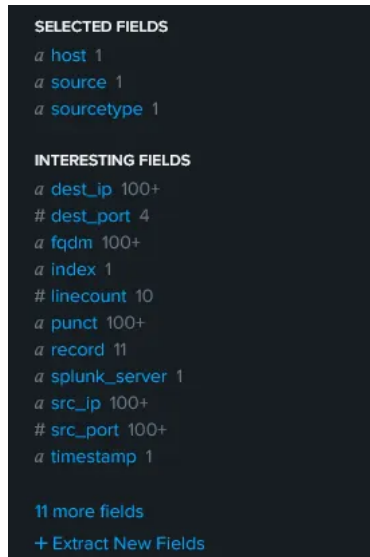 SELECTED FIELDS
a host 1
a source 1
a sourcetype 1
INTERESTING FIELDS
a dest_ip 100+
# dest_port 4
a fqdm 100+
a index 1
# linecount 10
a punct 100+
a record 11
a splunk_server 1
a src_ip 100+
# src_port 100+
a timestamp 1
11 more fields
+ Extract New Fields